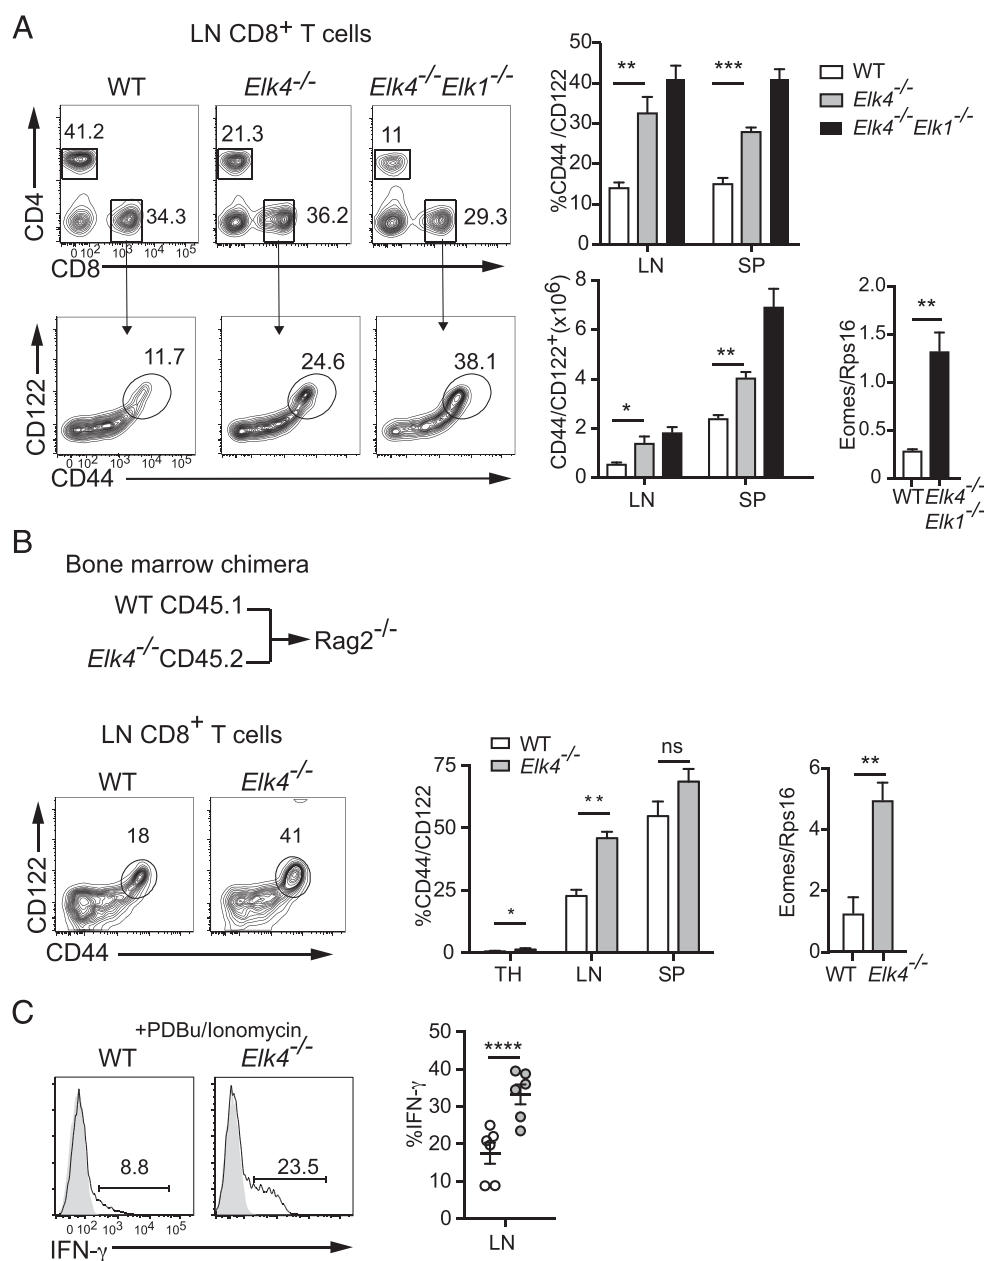 A
LN CD8+ T cells
WT
Elk4-/-
Elk4-/-Elk1-/-
41.2
34.3
21.3
36.2
11
29.3
CD4
0 102 103 104 105
CD8
11.7
24.6
38.1
CD122
0 102 103 104 105
CD44
%CD44/CD122
50
40
30
20
10
0
** ***
LN SP
WT
Elk4-/-
Elk4-/-Elk1-/-
CD44/CD122+(x106)
8
6
4
2
0
* **
LN SP
Eomes/Rps16
2.0
1.5
1.0
0.5
0
**
WT Elk4-/-
Elk1-/-
B
Bone marrow chimera
WT CD45.1
Elk4-/-CD45.2
Rag2-/-
LN CD8+ T cells
WT
Elk4-/-
18
41
CD122
CD44
WT
Elk4-/-
%CD44/CD122
75
50
25
0
* ** ns
TH LN SP
Eomes/Rps16
6
4
2
0
**
WT Elk4-/-
C
+PDBu/Ionomycin
WT
Elk4-/-
8.8
23.5
0 102 103 104 105
IFN-γ
%IFN-γ
50
40
30
20
10
0
****
LN